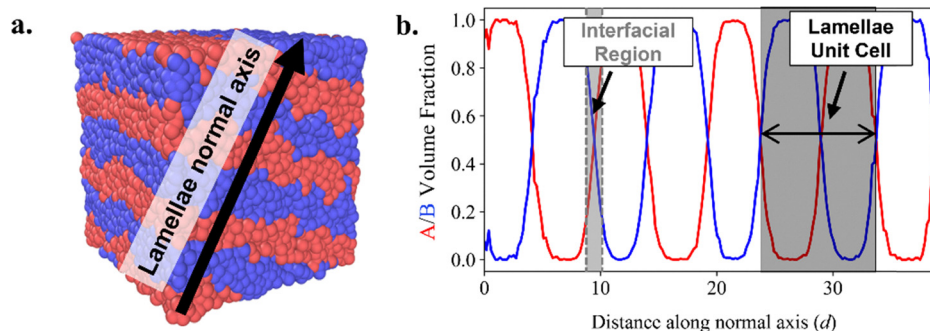 a.
Lamellae normal axis
b.
A/B Volume Fraction
1.0
0.8
0.6
0.4
0.2
0.0
Interfacial
Region
Lamellae
Unit Cell
0
10
20
30
Distance along normal axis (d)